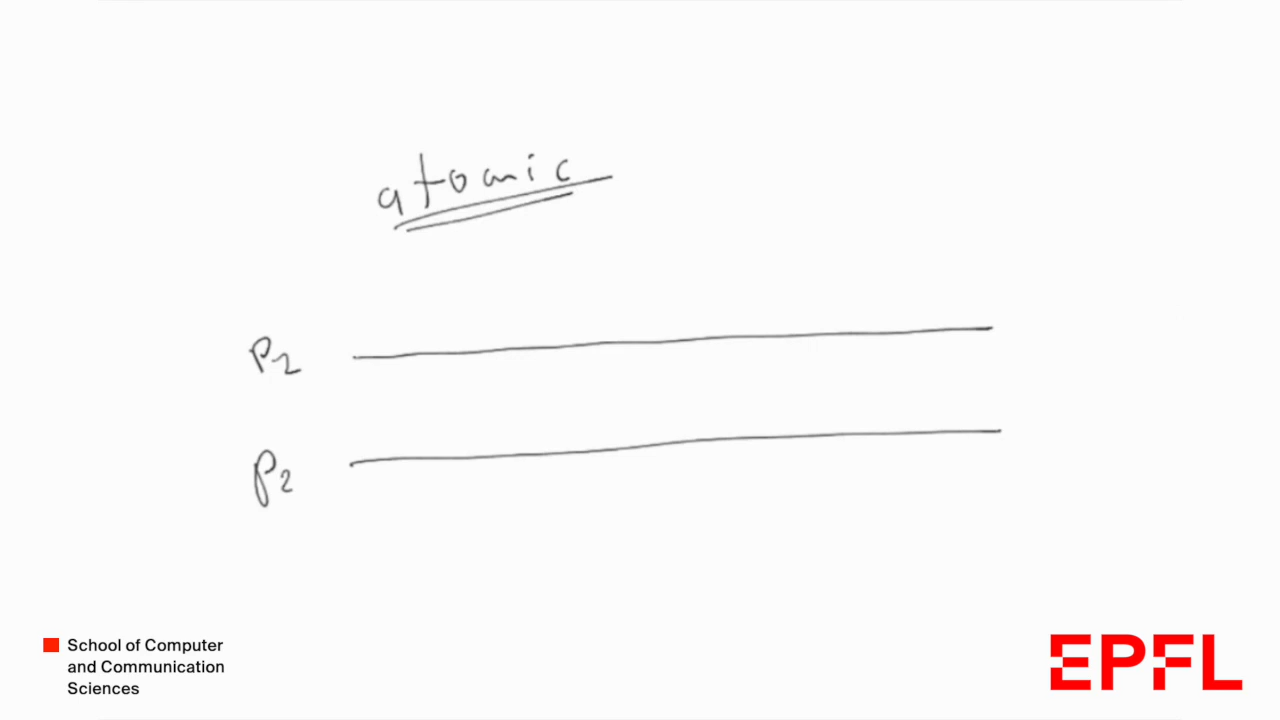 atomic
P2
P2
School of Computer
and Communication
Sciences
EPFL